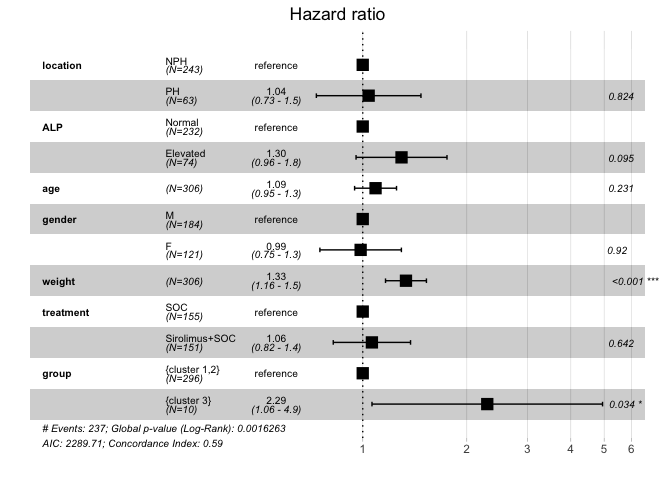 Hazard ratio
location NPH (N=243) reference
PH (N=63) 1.04 (0.73 - 1.5) 0.824
ALP Normal (N=232) reference
Elevated (N=74) 1.30 (0.96 - 1.8) 0.095
age (N=306) 1.09 (0.95 - 1.3) 0.231
gender M (N=184) reference
F (N=121) 0.99 (0.75 - 1.3) 0.92
weight (N=306) 1.33 (1.16 - 1.5) <0.001 ***
treatment SOC (N=155) reference
Sirolimus+SOC (N=151) 1.06 (0.82 - 1.4) 0.642
group {cluster 1,2} (N=296) reference
{cluster 3} (N=10) 2.29 (1.06 - 4.9) 0.034 *
# Events: 237; Global p-value (Log-Rank): 0.0016263
AIC: 2289.71; Concordance Index: 0.59
1 2 3 4 5 6